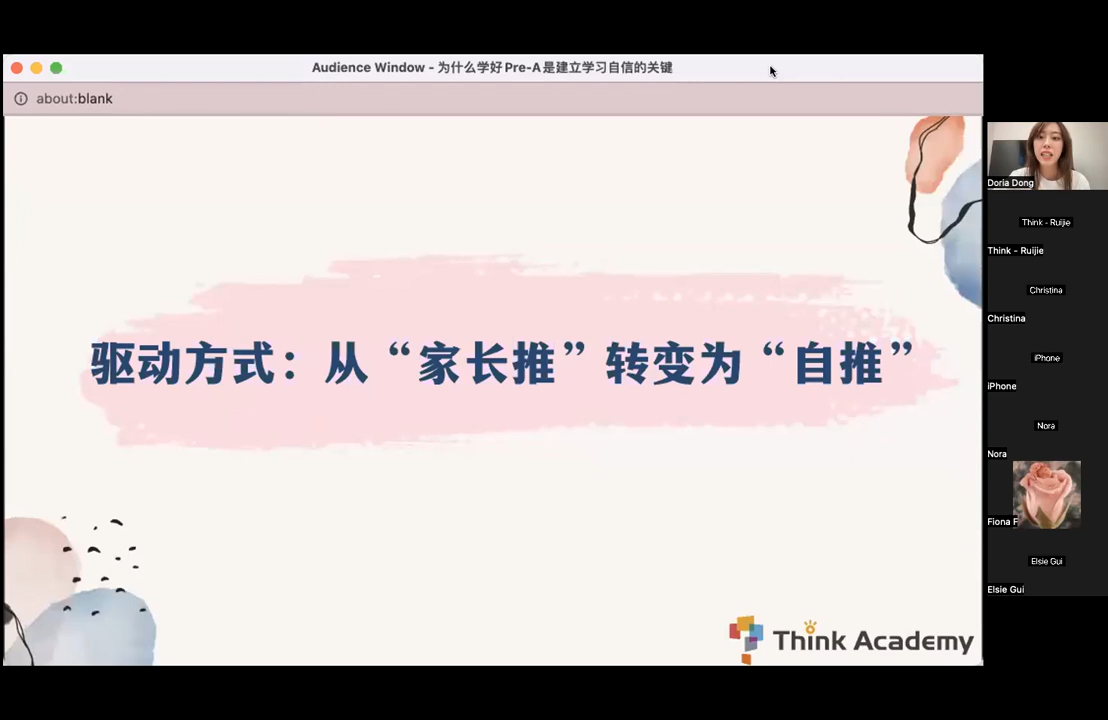 Audience Window - 为什么学好 Pre-A 是建立学习自信的关键
about:blank
驱动方式：从“家长推”转变为“自推”
Think Academy
Doria Dong
Think - Ruijie
Think - Ruijie
Christina
Christina
iPhone
iPhone
Nora
Nora
Fiona F
Elsie Gui
Elsie Gui